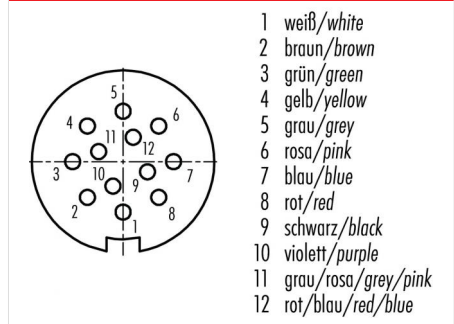 1 weiß/white
2 braun/brown
3 grün/green
4 gelb/yellow
5 grau/grey
6 rosa/pink
7 blau/blue
8 rot/red
9 schwarz/black
10 violett/purple
11 grau/rosa/grey/pink
12 rot/blau/red/blue
5
4 6
11
12
3 10 9 7
2 8
1